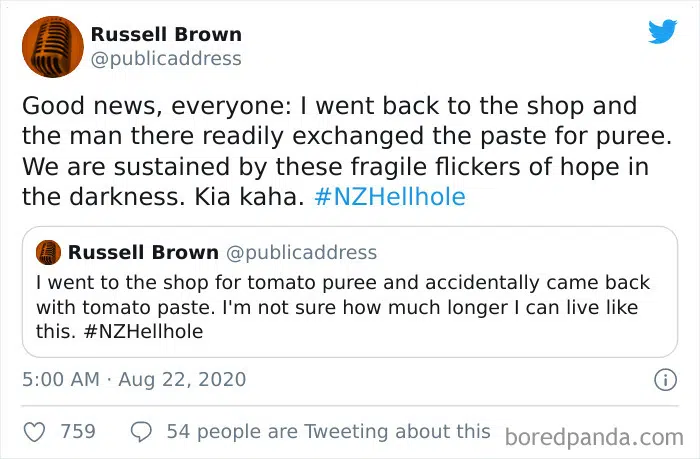 Russell Brown
@publicaddress
Good news, everyone: I went back to the shop and
the man there readily exchanged the paste for puree.
We are sustained by these fragile flickers of hope in
the darkness. Kia kaha. #NZHellhole
Russell Brown @publicaddress
I went to the shop for tomato puree and accidentally came back
with tomato paste. I'm not sure how much longer I can live like
this. #NZHellhole
5:00 AM · Aug 22, 2020
759 54 people are Tweeting about this
boredpanda.com